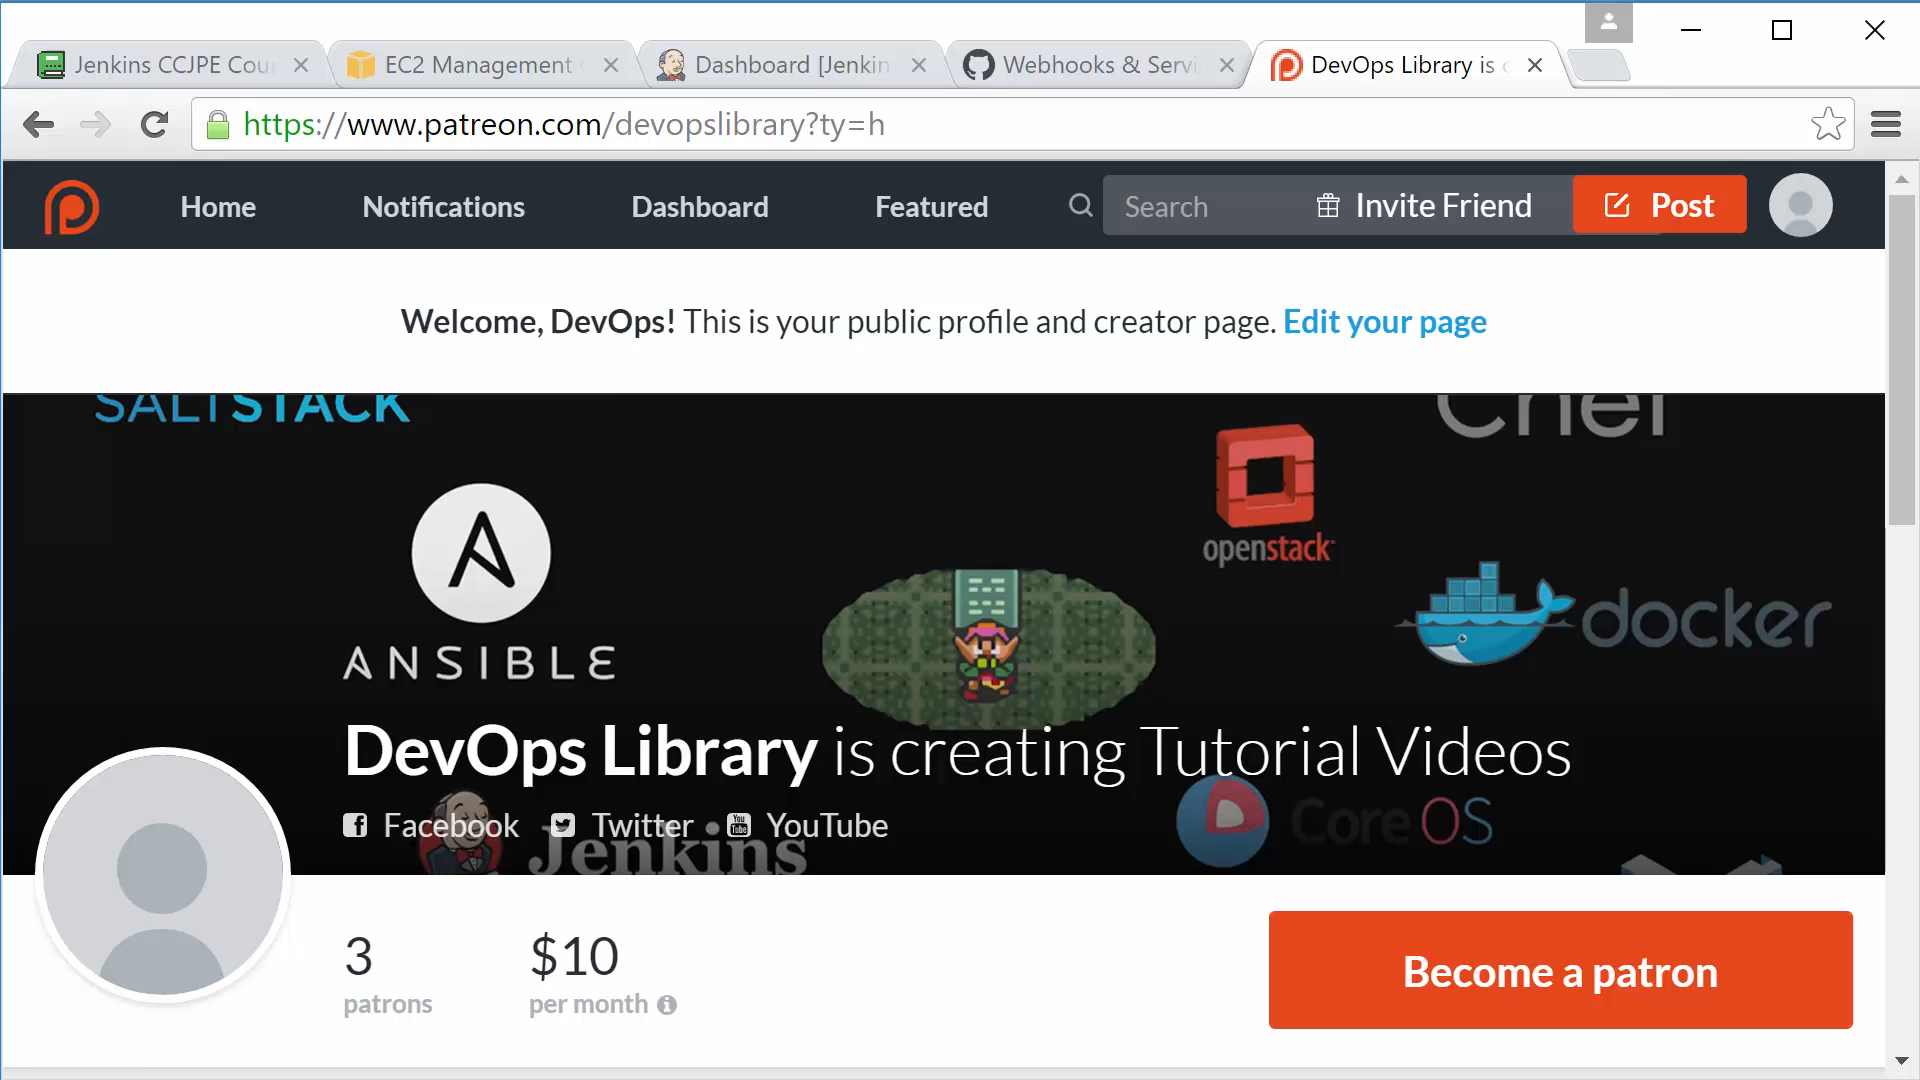 Jenkins CCJPE Cou
EC2 Management
Dashboard [Jenkin
Webhooks & Servi
DevOps Library is
https://www.patreon.com/devopslibrary?ty=h
Home
Notifications
Dashboard
Featured
Search
Invite Friend
Post
Welcome, DevOps! This is your public profile and creator page. Edit your page
SALTSTACK
Chef
openstack
docker
ANSIBLE
DevOps Library is creating Tutorial Videos
Facebook
Twitter
YouTube
Jenkins
CoreOS
3
patrons
$10
per month
Become a patron